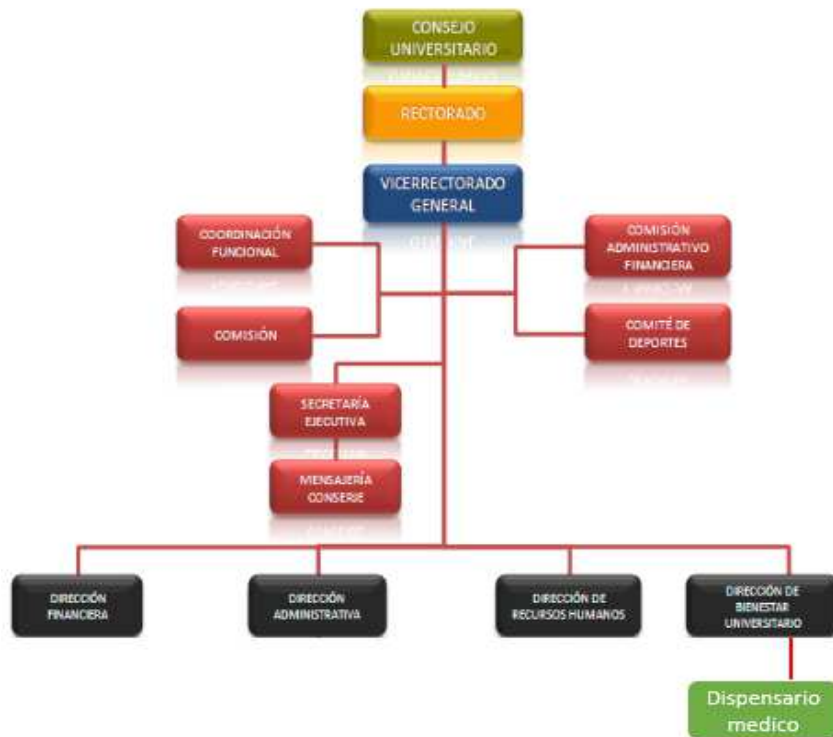 CONSEJO
UNIVERSITARIO
RECTORADO
VICERRECTORADO
GENERAL
COORDINACIÓN
FUNCIONAL
COMISIÓN
ADMINISTRATIVO
FINANCIERA
COMISIÓN
COMITÉ DE
DEPORTES
SECRETARÍA
EJECUTIVA
MENSAJERÍA
CONSERJE
DIRECCIÓN
FINANCIERA
DIRECCIÓN
ADMINISTRATIVA
DIRECCIÓN DE
RECURSOS HUMANOS
DIRECCIÓN DE
BIENESTAR
UNIVERSITARIO
Dispensario
medico